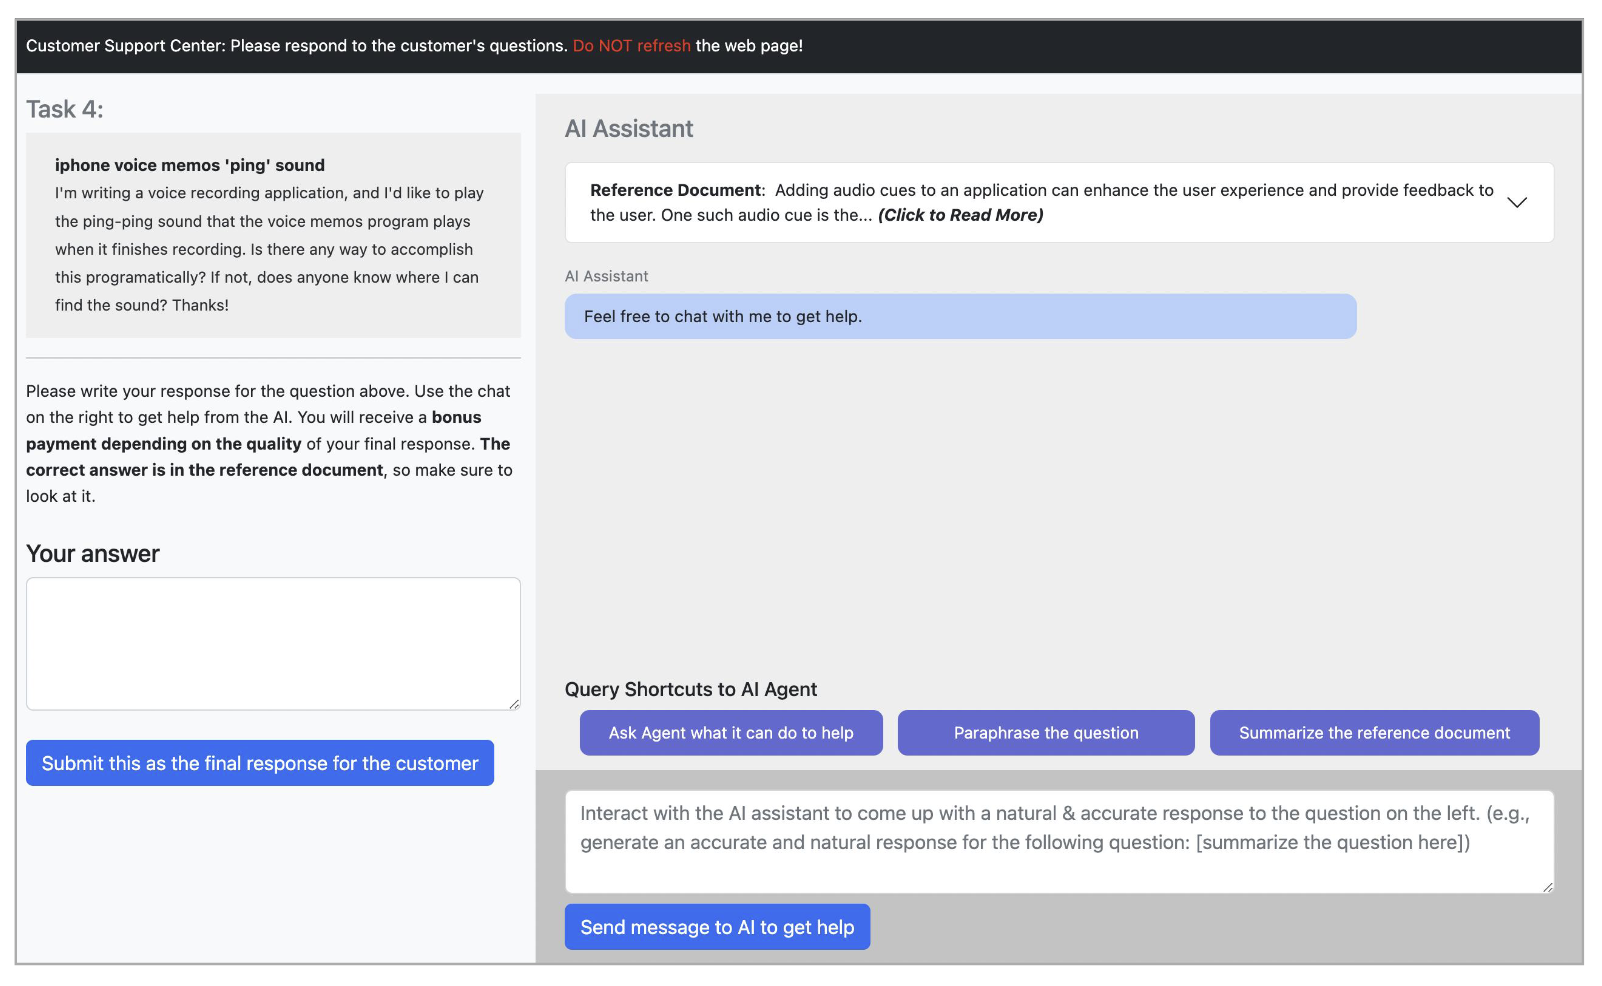 Customer Support Center: Please respond to the customer's questions. Do NOT refresh the web page!
Task 4:
iphone voice memos 'ping' sound
I'm writing a voice recording application, and I'd like to play
the ping-ping sound that the voice memos program plays
when it finishes recording. Is there any way to accomplish
this programatically? If not, does anyone know where I can
find the sound? Thanks!
Please write your response for the question above. Use the chat
on the right to get help from the AI. You will receive a bonus
payment depending on the quality of your final response. The
correct answer is in the reference document, so make sure to
look at it.
Your answer
Submit this as the final response for the customer
AI Assistant
Reference Document: Adding audio cues to an application can enhance the user experience and provide feedback to
the user. One such audio cue is the... (Click to Read More)
AI Assistant
Feel free to chat with me to get help.
Query Shortcuts to AI Agent
Ask Agent what it can do to help
Paraphrase the question
Summarize the reference document
Interact with the AI assistant to come up with a natural & accurate response to the question on the left. (e.g.,
generate an accurate and natural response for the following question: [summarize the question here])
Send message to AI to get help